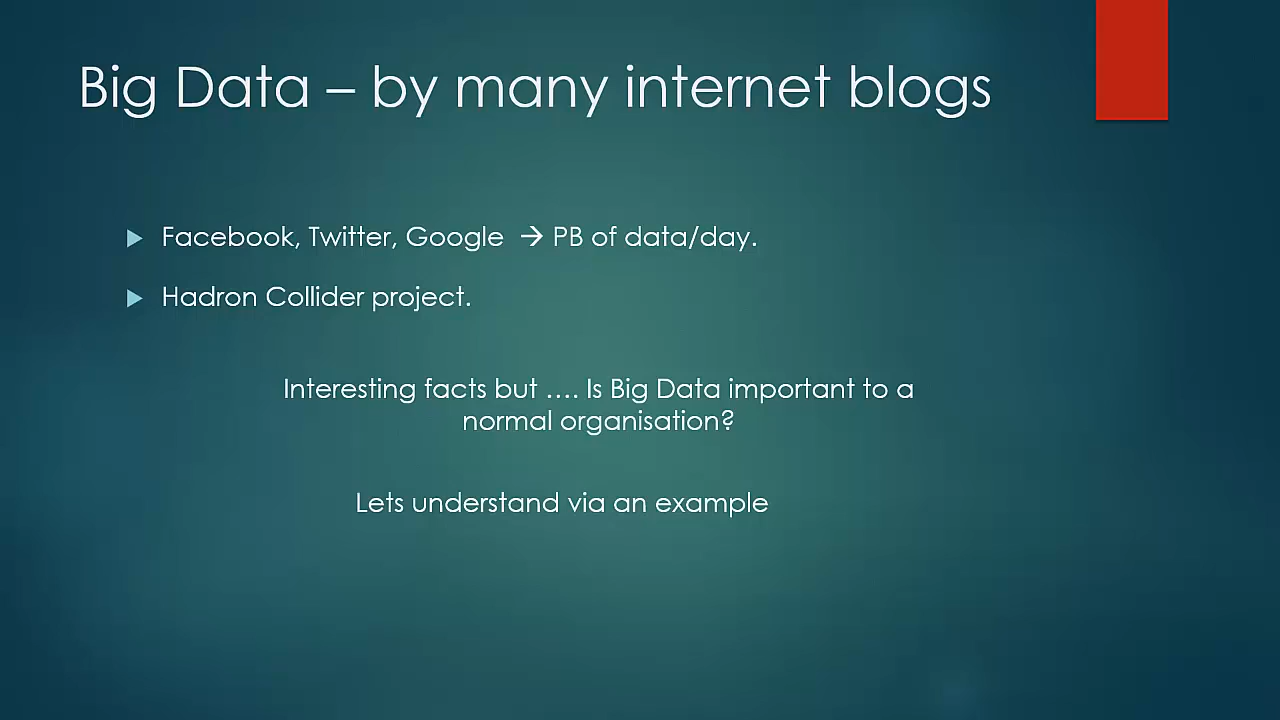 Big Data – by many internet blogs
Facebook, Twitter, Google → PB of data/day.
Hadron Collider project.
Interesting facts but …. Is Big Data important to a
normal organisation?
Lets understand via an example